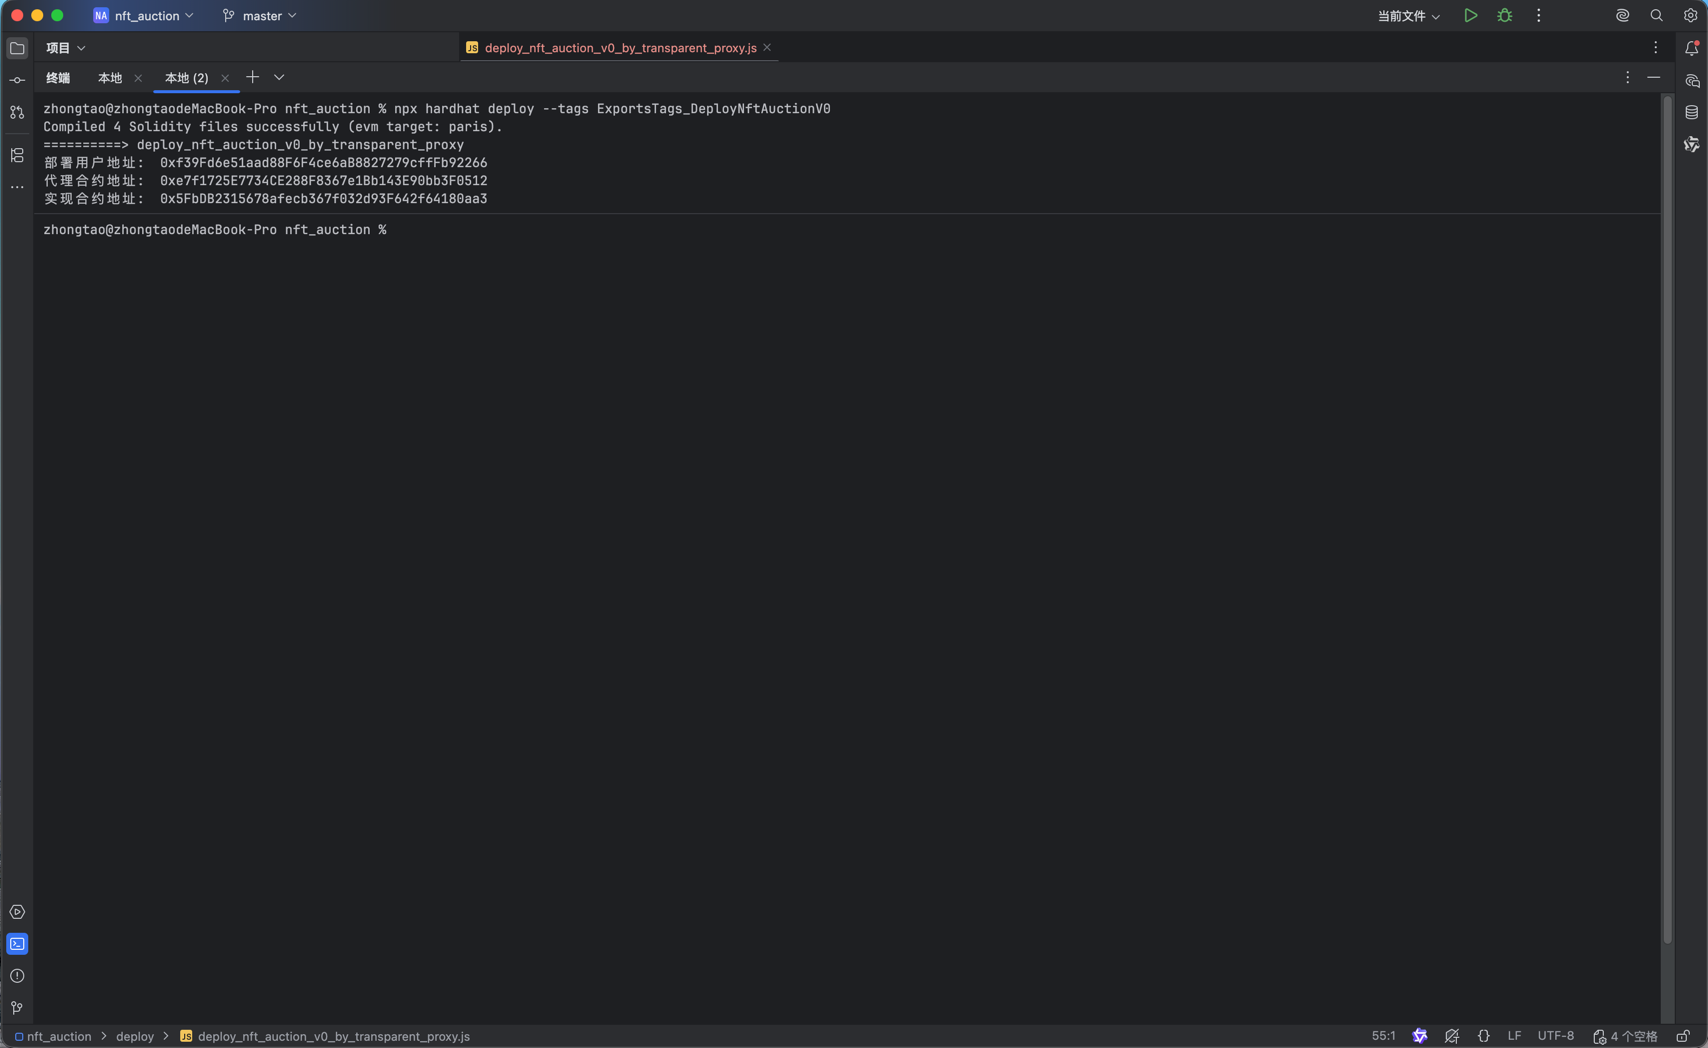 NA nft_auction master 当前文件
项目 JS deploy_nft_auction_v0_by_transparent_proxy.js
终端 本地 本地 (2)
zhongtao@zhongtaodeMacBook-Pro nft_auction % npx hardhat deploy --tags ExportsTags_DeployNftAuctionV0
Compiled 4 Solidity files successfully (evm target: paris).
==========> deploy_nft_auction_v0_by_transparent_proxy
部署用户地址: 0xf39Fd6e51aad88F6F4ce6aB8827279cffFb92266
代理合约地址: 0xe7f1725E7734CE288F8367e1Bb143E90bb3F0512
实现合约地址: 0x5FbDB2315678afecb367f032d93F642f64180aa3
zhongtao@zhongtaodeMacBook-Pro nft_auction %
nft_auction > deploy > JS deploy_nft_auction_v0_by_transparent_proxy.js 55:1 {} LF UTF-8 4 个空格